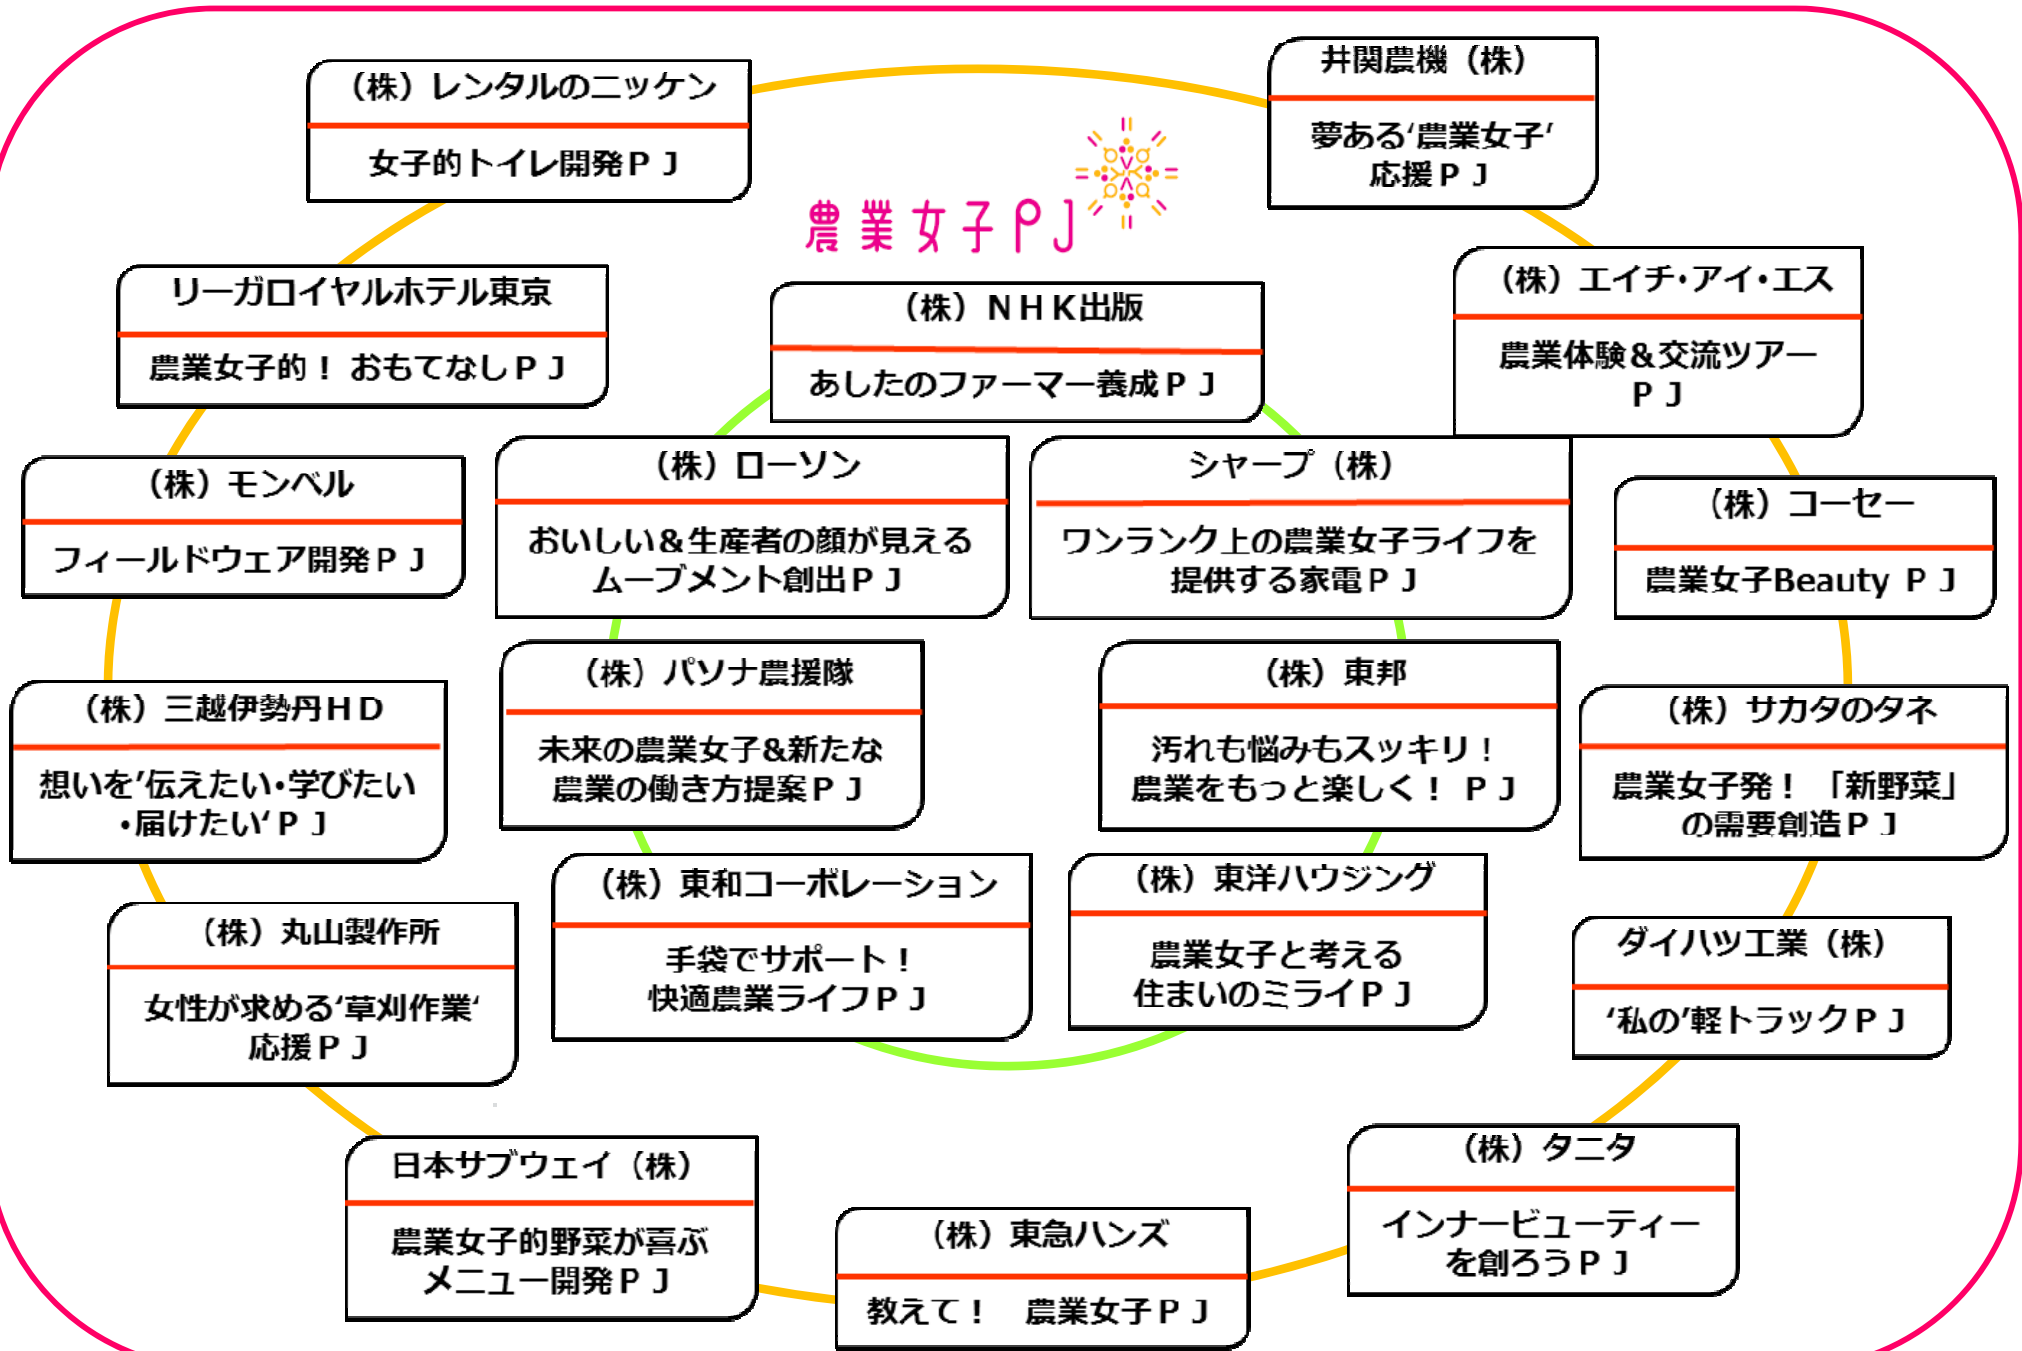 (株)レンタルのニッケン
女子的トイレ開発PJ
井関農機(株)
夢ある‘農業女子’
応援PJ
農業女子PJ
リーガロイヤルホテル東京
農業女子的! おもてなしPJ
(株)NHK出版
あしたのファーマー養成PJ
(株)エイチ・アイ・エス
農業体験&交流ツアー
PJ
(株)モンベル
フィールドウェア開発PJ
(株)ローソン
おいしい&生産者の顔が見える
ムーブメント創出PJ
シャープ(株)
ワンランク上の農業女子ライフを
提供する家電PJ
(株)コーセー
農業女子Beauty PJ
(株)三越伊勢丹HD
想いを’伝えたい・学びたい
・届けたい‘PJ
(株)パソナ農援隊
未来の農業女子&新たな
農業の働き方提案PJ
(株)東邦
汚れも悩みもスッキリ!
農業をもっと楽しく! PJ
(株)サカタのタネ
農業女子発! 「新野菜」
の需要創造PJ
(株)丸山製作所
女性が求める‘草刈作業‘
応援PJ
(株)東和コーポレーション
手袋でサポート!
快適農業ライフPJ
(株)東洋ハウジング
農業女子と考える
住まいのミライPJ
ダイハツ工業(株)
‘私の’軽トラックPJ
日本サブウェイ(株)
農業女子的野菜が喜ぶ
メニュー開発PJ
(株)東急ハンズ
教えて! 農業女子PJ
(株)タニタ
インナービューティー
を創ろうPJ